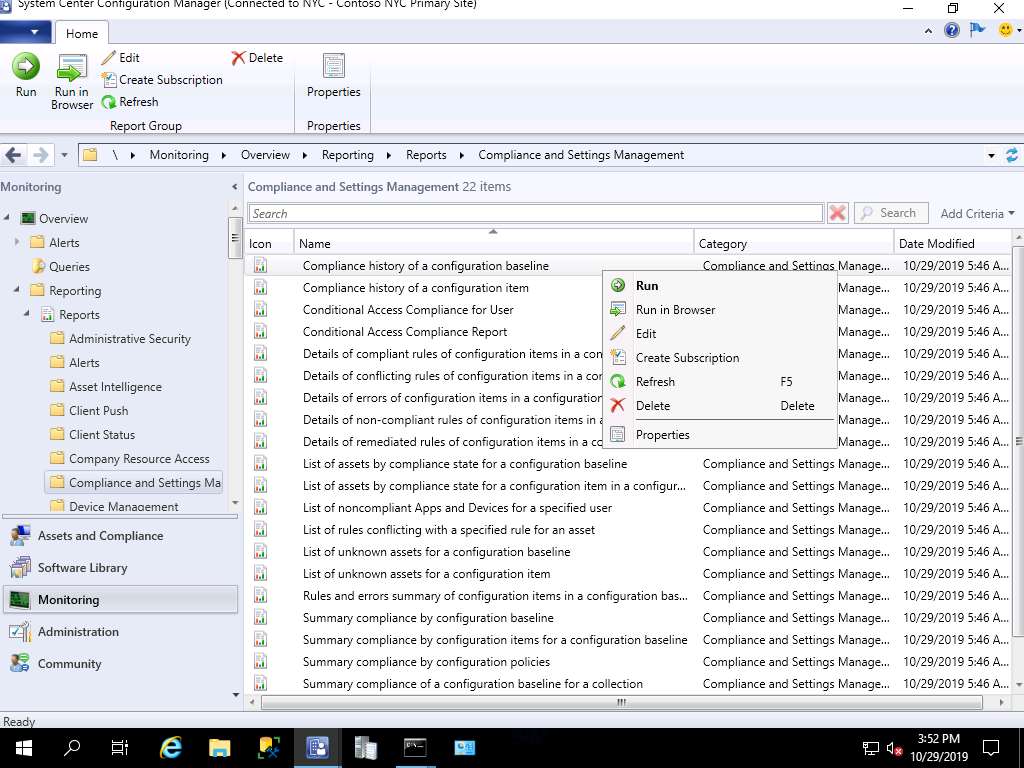 System Center Configuration Manager (Connected to NYC - Contoso NYC Primary Site)
Home
Run
Run in
Browser
Edit
Create Subscription
Refresh
Delete
Report Group
Properties
Properties
\ Monitoring Overview Reporting Reports Compliance and Settings Management
Monitoring
Overview
Alerts
Queries
Reporting
Reports
Administrative Security
Alerts
Asset Intelligence
Client Push
Client Status
Company Resource Access
Compliance and Settings Ma
Device Management
Assets and Compliance
Software Library
Monitoring
Administration
Community
Compliance and Settings Management 22 items
Search
Search
Add Criteria
Icon Name Category Date Modified
Compliance history of a configuration baseline Compliance and Settings Manage... 10/29/2019 5:46 A...
Compliance history of a configuration item Manage... 10/29/2019 5:46 A...
Conditional Access Compliance for User Manage... 10/29/2019 5:46 A...
Conditional Access Compliance Report Manage... 10/29/2019 5:46 A...
Details of compliant rules of configuration items in a con Manage... 10/29/2019 5:46 A...
Details of conflicting rules of configuration items in a co Manage... 10/29/2019 5:46 A...
Details of errors of configuration items in a configuration Manage... 10/29/2019 5:46 A...
Details of non-compliant rules of configuration items in a Manage... 10/29/2019 5:46 A...
Details of remediated rules of configuration items in a co Manage... 10/29/2019 5:46 A...
List of assets by compliance state for a configuration baseline Compliance and Settings Manage... 10/29/2019 5:46 A...
List of assets by compliance state for a configuration item in a configur... Compliance and Settings Manage... 10/29/2019 5:46 A...
List of noncompliant Apps and Devices for a specified user Compliance and Settings Manage... 10/29/2019 5:46 A...
List of rules conflicting with a specified rule for an asset Compliance and Settings Manage... 10/29/2019 5:46 A...
List of unknown assets for a configuration baseline Compliance and Settings Manage... 10/29/2019 5:46 A...
List of unknown assets for a configuration item Compliance and Settings Manage... 10/29/2019 5:46 A...
Rules and errors summary of configuration items in a configuration bas... Compliance and Settings Manage... 10/29/2019 5:46 A...
Summary compliance by configuration baseline Compliance and Settings Manage... 10/29/2019 5:46 A...
Summary compliance by configuration items for a configuration baseline Compliance and Settings Manage... 10/29/2019 5:46 A...
Summary compliance by configuration policies Compliance and Settings Manage... 10/29/2019 5:46 A...
Summary compliance of a configuration baseline for a collection Compliance and Settings Manage... 10/29/2019 5:46 A...
Run
Run in Browser
Edit
Create Subscription
Refresh F5
Delete Delete
Properties
Ready
3:52 PM
10/29/2019